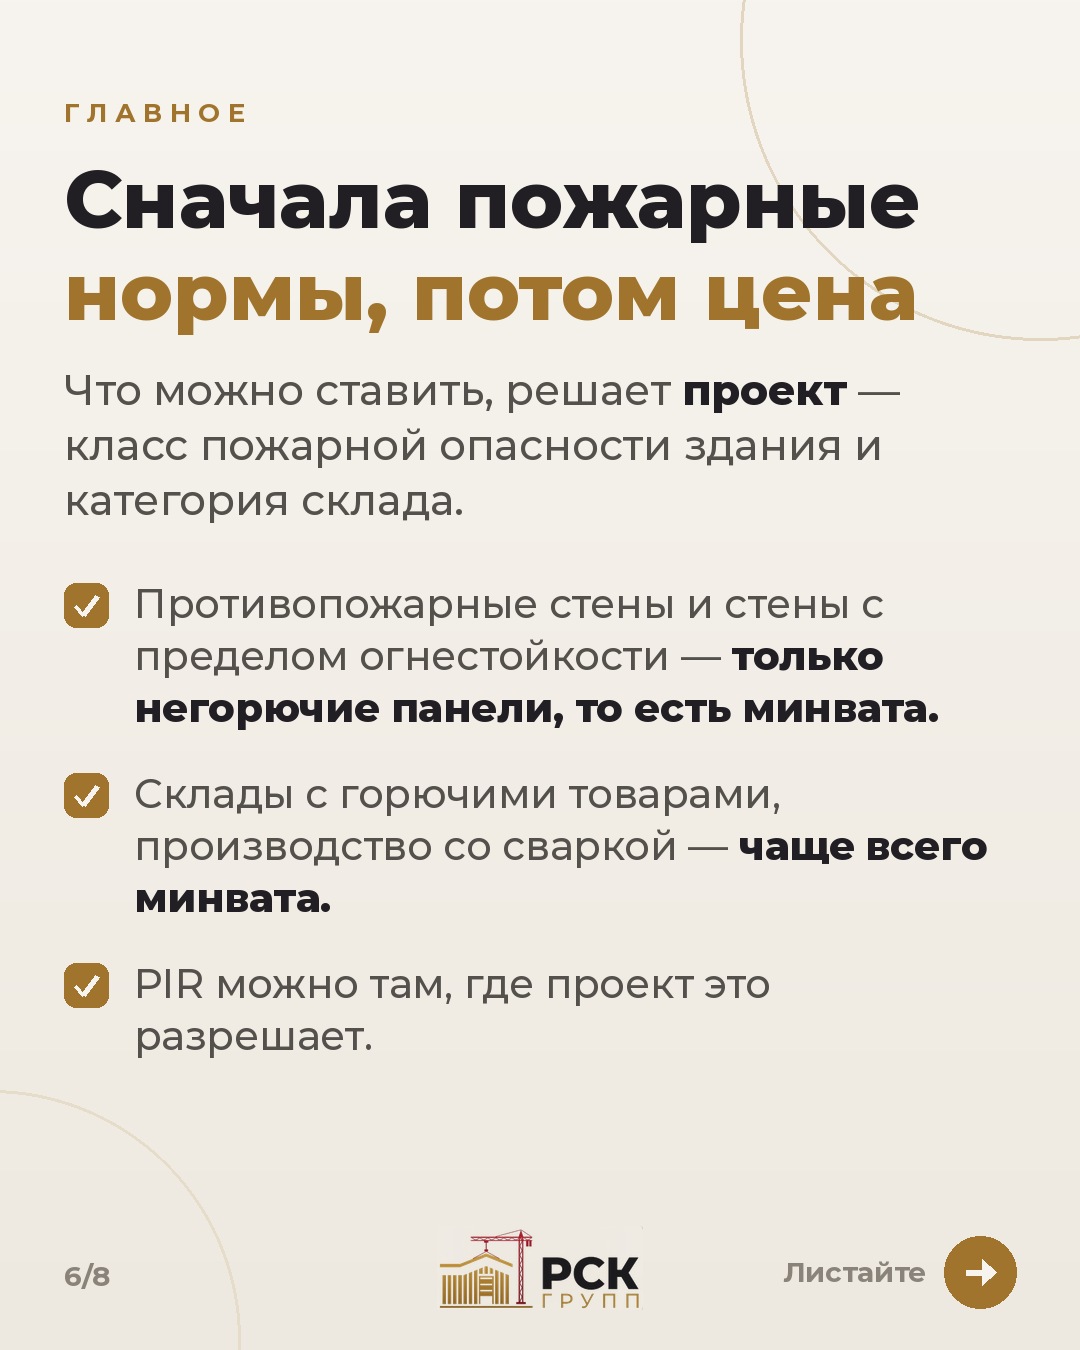 ГЛАВНОЕ
Сначала пожарные
нормы, потом цена
Что можно ставить, решает проект —
класс пожарной опасности здания и
категория склада.
Противопожарные стены и стены с
пределом огнестойкости — только
негорючие панели, то есть минвата.
Склады с горючими товарами,
производство со сваркой — чаще всего
минвата.
PIR можно там, где проект это
разрешает.
6/8
РСК
ГРУПП
Листайте